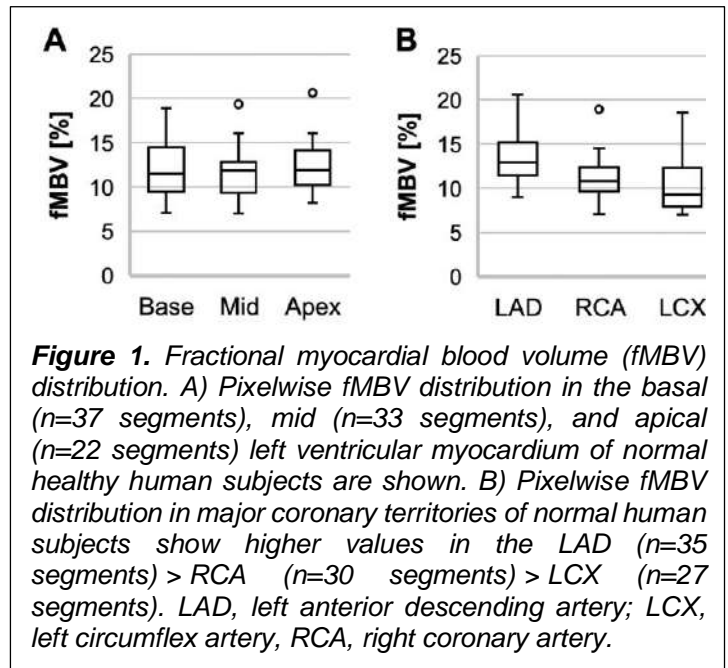 A
B
fMBV [%]
25
20
15
10
5
0
Base Mid Apex
fMBV [%]
25
20
15
10
5
0
LAD RCA LCX
Figure 1. Fractional myocardial blood volume (fMBV)
distribution. A) Pixelwise fMBV distribution in the basal
(n=37 segments), mid (n=33 segments), and apical
(n=22 segments) left ventricular myocardium of normal
healthy human subjects are shown. B) Pixelwise fMBV
distribution in major coronary territories of normal human
subjects show higher values in the LAD (n=35
segments) > RCA (n=30 segments) > LCX (n=27
segments). LAD, left anterior descending artery; LCX,
left circumflex artery, RCA, right coronary artery.